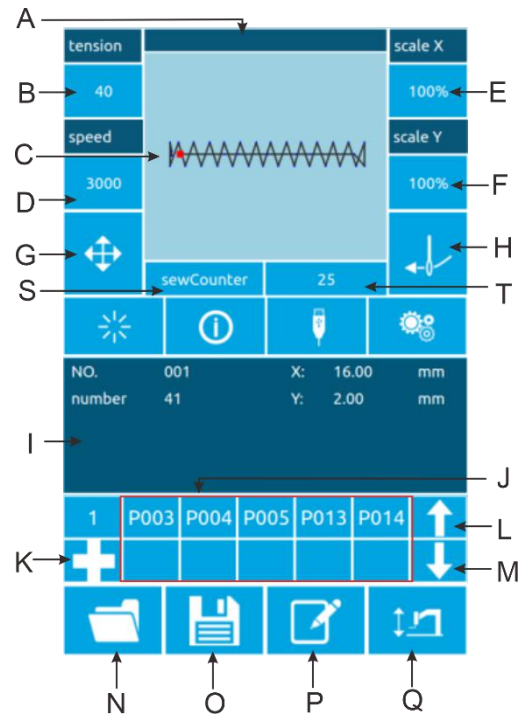 A
tension
scale X
B
40
100%
E
speed
C
scale Y
D
3000
100%
F
G
H
S
sewCounter
25
T
NO. 001 X: 16.00 mm
number 41 Y: 2.00 mm
I
J
1 P003 P004 P005 P013 P014
L
K
M
N
O
P
Q